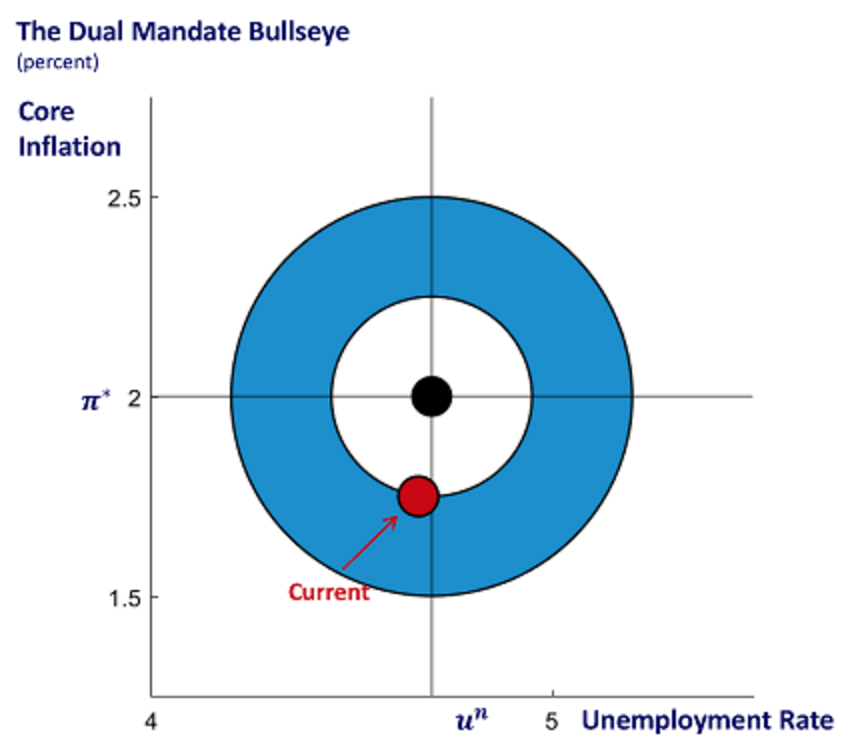 The Dual Mandate Bullseye
(percent)
Core
Inflation
2.5
π* 2
Current
1.5
4
uⁿ
5
Unemployment Rate